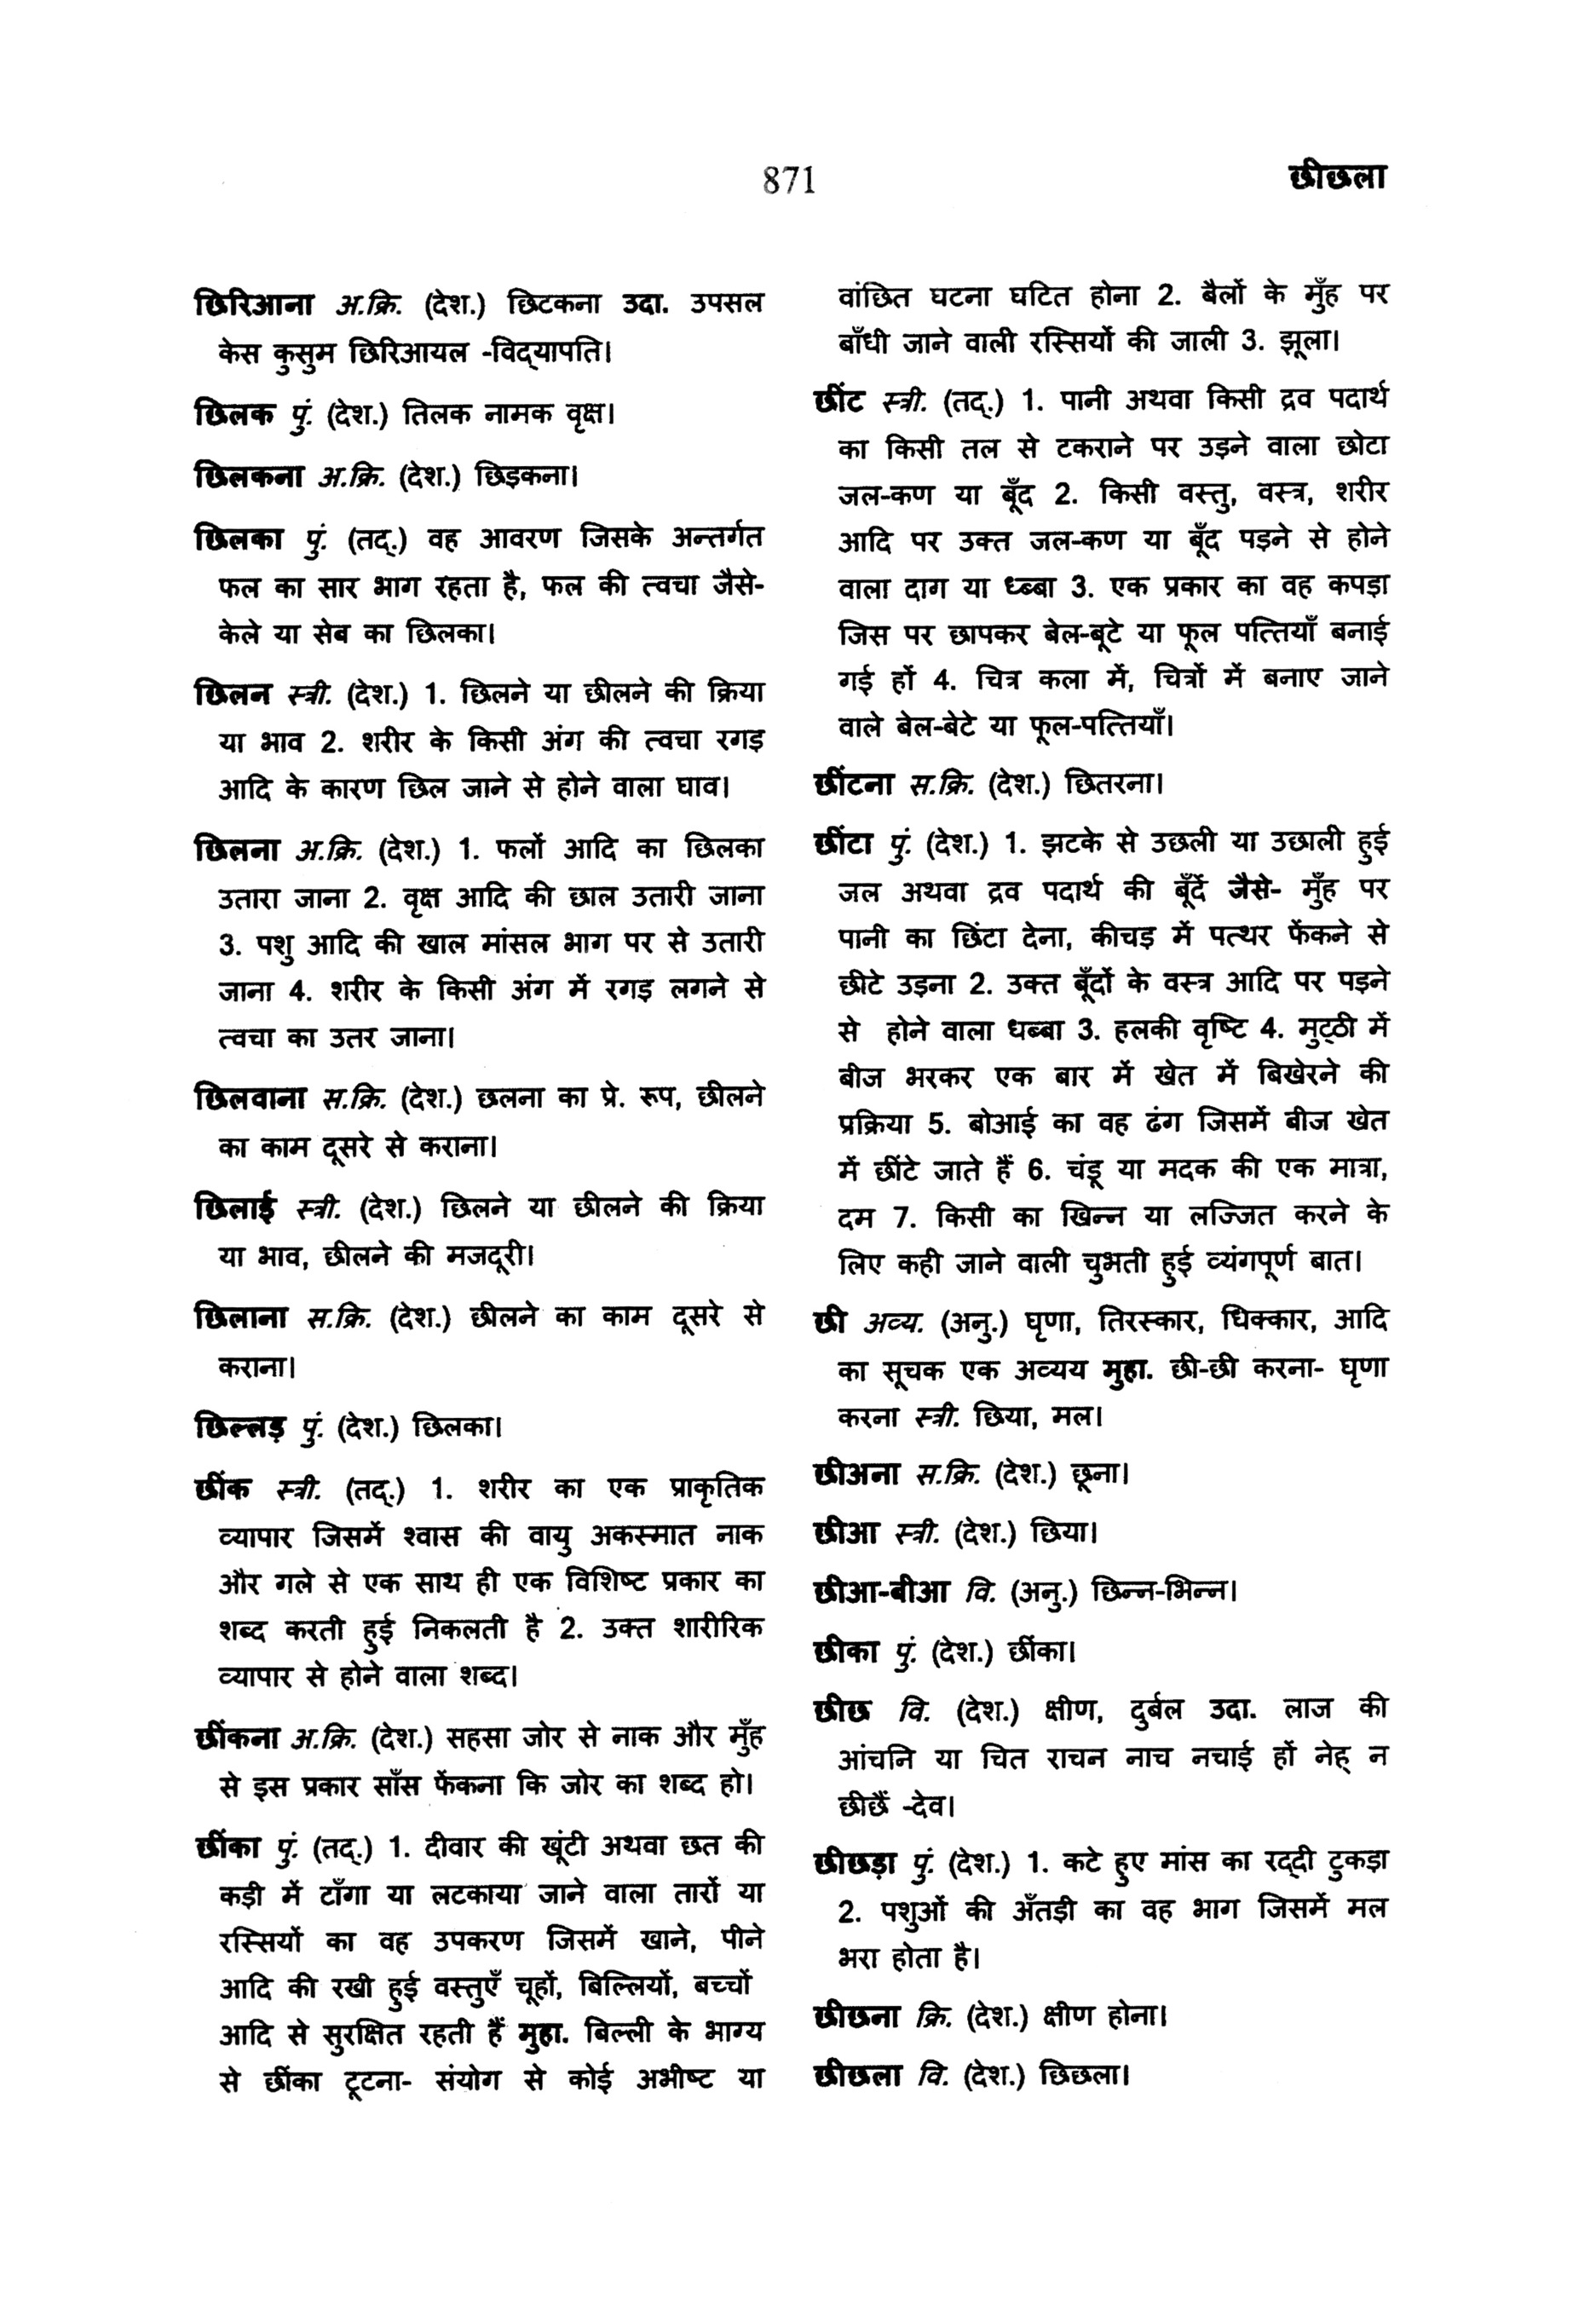 871
छीछला
छिरिआना अ.क्रि. (देश.) छिटकना उदा. उपसल
केस कुसुम छिरिआयल -विद्‌यापति।
छिलक पुं. (देश.) तिलक नामक वृक्ष।
छिलकना अ.क्रि. (देश.) छिड़कना।
छिलका पुं. (तद्.) वह आवरण जिसके अन्तर्गत
फल का सार भाग रहता है, फल की त्वचा जैसे-
केले या सेब का छिलका।
छिलन स्त्री. (देश.) 1. छिलने या छीलने की क्रिया
या भाव 2. शरीर के किसी अंग की त्वचा रगड़
आदि के कारण छिल जाने से होने वाला घाव।
छिलना अ.क्रि. (देश.) 1. फलों आदि का छिलका
उतारा जाना 2. वृक्ष आदि की छाल उतारी जाना
3. पशु आदि की खाल मांसल भाग पर से उतारी
जाना 4. शरीर के किसी अंग में रगड़ लगने से
त्वचा का उतर जाना।
छिलवाना स.क्रि. (देश.) छलना का प्रे. रूप, छीलने
का काम दूसरे से कराना।
छिलाई स्त्री. (देश.) छिलने या छीलने की क्रिया
या भाव, छीलने की मजदूरी।
छिलाना स.क्रि. (देश.) छीलने का काम दूसरे से
कराना।
छिल्लड़ पुं. (देश.) छिलका।
छींक स्त्री. (तद्.) 1. शरीर का एक प्राकृतिक
व्यापार जिसमें श्वास की वायु अकस्मात नाक
और गले से एक साथ ही एक विशिष्ट प्रकार का
शब्द करती हुई निकलती है 2. उक्त शारीरिक
व्यापार से होने वाला शब्द।
छींकना अ.क्रि. (देश.) सहसा जोर से नाक और मुँह
से इस प्रकार साँस फेंकना कि जोर का शब्द हो।
छींका पुं. (तद्.) 1. दीवार की खूंटी अथवा छत की
कड़ी में टाँगा या लटकाया जाने वाला तारों या
रस्सियों का वह उपकरण जिसमें खाने, पीने
आदि की रखी हुई वस्तुएँ चूहों, बिल्लियों, बच्चों
आदि से सुरक्षित रहती हैं मुहा. बिल्ली के भाग्य
से छींका टूटना- संयोग से कोई अभीष्ट या
वांछित घटना घटित होना 2. बैलों के मुँह पर
बाँधी जाने वाली रस्सियों की जाली 3. झूला।
छींट स्त्री. (तद्.) 1. पानी अथवा किसी द्रव पदार्थ
का किसी तल से टकराने पर उड़ने वाला छोटा
जल-कण या बूँद 2. किसी वस्तु, वस्त्र, शरीर
आदि पर उक्त जल-कण या बूँद पड़ने से होने
वाला दाग या ध्ब्बा 3. एक प्रकार का वह कपड़ा
जिस पर छापकर बेल-बूटे या फूल पत्तियाँ बनाई
गई हों 4. चित्र कला में, चित्रों में बनाए जाने
वाले बेल-बेटे या फूल-पत्तियाँ।
छींटना स.क्रि. (देश.) छितरना।
छींटा पुं. (देश.) 1. झटके से उछली या उछाली हुई
जल अथवा द्रव पदार्थ की बूँदें जैसे- मुँह पर
पानी का छिंटा देना, कीचड़ में पत्थर फेंकने से
छीटे उड़ना 2. उक्त बूँदों के वस्त्र आदि पर पड़ने
से होने वाला धब्बा 3. हलकी वृष्टि 4. मुट्‌ठी में
बीज भरकर एक बार में खेत में बिखेरने की
प्रक्रिया 5. बोआई का वह ढंग जिसमें बीज खेत
में छींटे जाते हैं 6. चंडू या मदक की एक मात्रा,
दम 7. किसी का खिन्न या लज्जित करने के
लिए कही जाने वाली चुभती हुई व्यंगपूर्ण बात।
छी अव्य. (अनु.) घृणा, तिरस्कार, धिक्कार, आदि
का सूचक एक अव्यय मुहा. छी-छी करना- घृणा
करना स्त्री. छिया, मल।
छीअना स.क्रि. (देश.) छूना।
छीआ स्त्री. (देश.) छिया।
छीआ-बीआ वि. (अनु.) छिन्न-भिन्न।
छीका पुं. (देश.) छींका।
छीछ वि. (देश.) क्षीण, दुर्बल उदा. लाज की
आंचनि या चित राचन नाच नचाई हों नेह् न
छीछैं -देव।
छीछड़ा पुं. (देश.) 1. कटे हुए मांस का रद्‌दी टुकड़ा
2. पशुओं की अँतड़ी का वह भाग जिसमें मल
भरा होता है।
छीछना क्रि. (देश.) क्षीण होना।
छीछला वि. (देश.) छिछला।